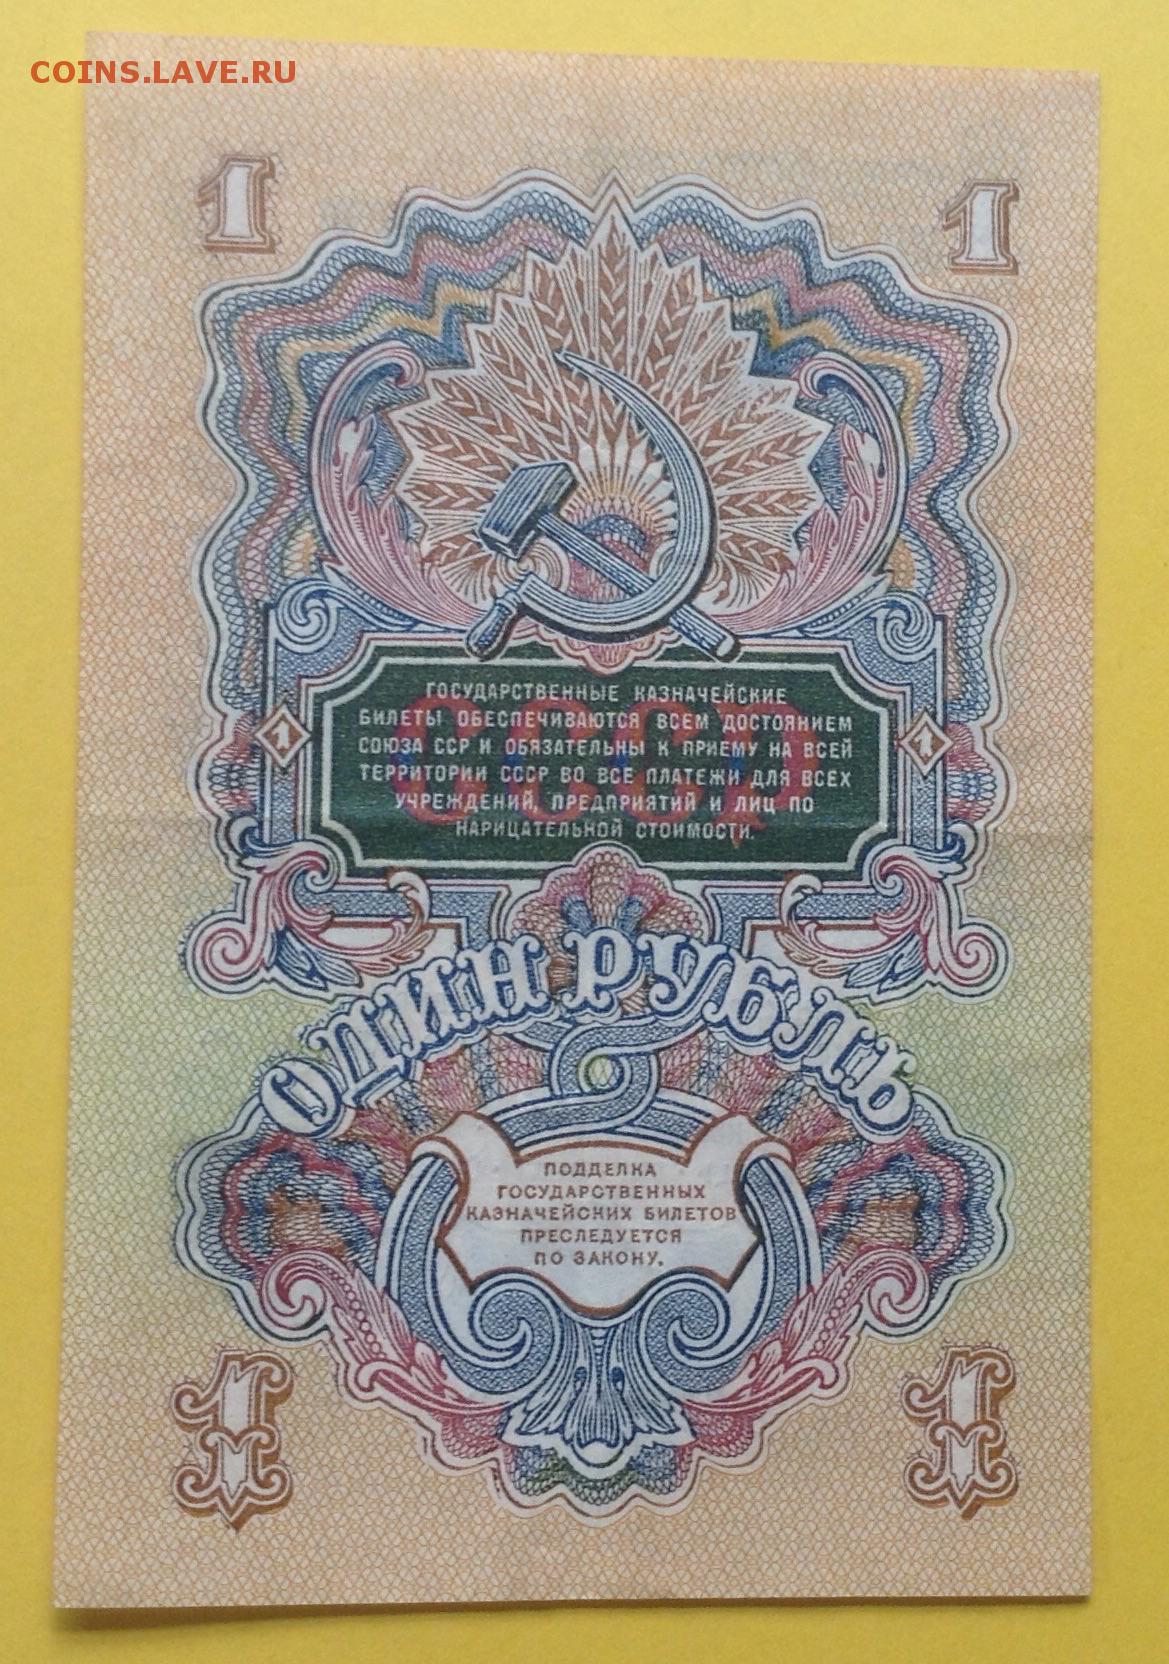 COINS.LAVE.RU
1 1
ГОСУДАРСТВЕННЫЕ КАЗНАЧЕЙСКИЕ
БИЛЕТЫ ОБЕСПЕЧИВАЮТСЯ ВСЕМ ДОСТОЯНИЕМ
СОЮЗА ССР И ОБЯЗАТЕЛЬНЫ К ПРИЕМУ НА ВСЕЙ
1 СССР 1
ТЕРРИТОРИИ СССР ВО ВСЕ ПЛАТЕЖИ ДЛЯ ВСЕХ
УЧРЕЖДЕНИЙ, ПРЕДПРИЯТИЙ И ЛИЦ ПО
НАРИЦАТЕЛЬНОЙ СТОИМОСТИ.
ОДИН РУБЛЬ
ПОДДЕЛКА
ГОСУДАРСТВЕННЫХ
КАЗНАЧЕЙСКИХ БИЛЕТОВ
ПРЕСЛЕДУЕТСЯ
ПО ЗАКОНУ.
1 1